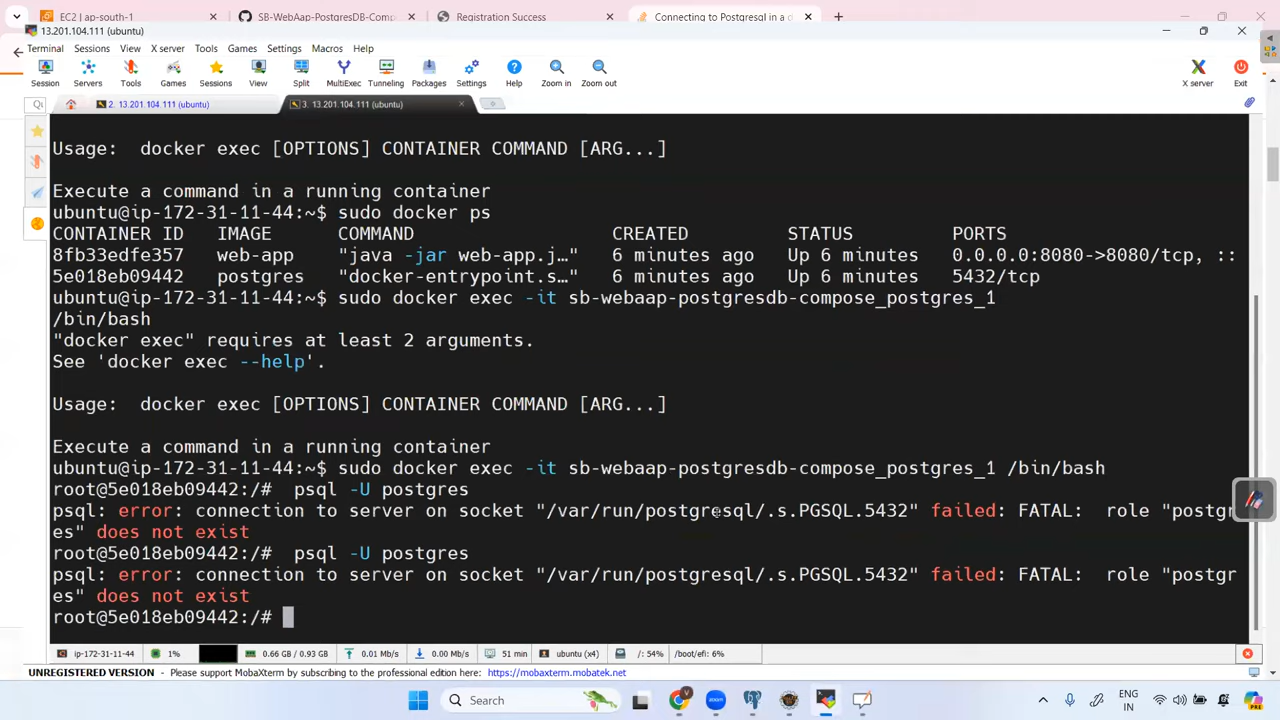 EC2 | ap-south-1
SB-WebAap-PostgresDB-Comp
Registration Success
Connecting to Postgresql in a d
13.201.104.111 (ubuntu)
Terminal Sessions View X server Tools Games Settings Macros Help
Session Servers Tools Games Sessions View Split MultiExec Tunneling Packages Settings Help Zoom in Zoom out X server Exit
2. 13.201.104.111 (ubuntu)
3. 13.201.104.111 (ubuntu)
Usage:  docker exec [OPTIONS] CONTAINER COMMAND [ARG...]
Execute a command in a running container
ubuntu@ip-172-31-11-44:~$ sudo docker ps
CONTAINER ID   IMAGE      COMMAND                  CREATED         STATUS         PORTS
8fb33edfe357   web-app    "java -jar web-app.j…"   6 minutes ago   Up 6 minutes   0.0.0.0:8080->8080/tcp, ::
5e018eb09442   postgres   "docker-entrypoint.s…"   6 minutes ago   Up 6 minutes   5432/tcp
ubuntu@ip-172-31-11-44:~$ sudo docker exec -it sb-webaap-postgresdb-compose_postgres_1
/bin/bash
"docker exec" requires at least 2 arguments.
See 'docker exec --help'.
Usage:  docker exec [OPTIONS] CONTAINER COMMAND [ARG...]
Execute a command in a running container
ubuntu@ip-172-31-11-44:~$ sudo docker exec -it sb-webaap-postgresdb-compose_postgres_1 /bin/bash
root@5e018eb09442:/#  psql -U postgres
psql: error: connection to server on socket "/var/run/postgresql/.s.PGSQL.5432" failed: FATAL:  role "postgr
es" does not exist
root@5e018eb09442:/#  psql -U postgres
psql: error: connection to server on socket "/var/run/postgresql/.s.PGSQL.5432" failed: FATAL:  role "postgr
es" does not exist
root@5e018eb09442:/#
ip-172-31-11-44 1% 0.66 GB / 0.93 GB 0.01 Mb/s 0.00 Mb/s 51 min ubuntu (x4) /: 54% /boot/efi: 6%
UNREGISTERED VERSION - Please support MobaXterm by subscribing to the professional edition here: https://mobaxterm.mobatek.net
Search
ENG
IN